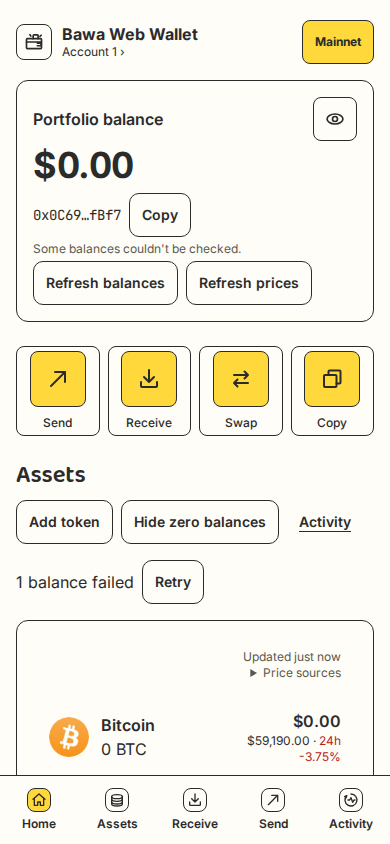 Bawa Web Wallet
Account 1 ›
Mainnet
Portfolio balance
$0.00
0x0C69…fBf7
Copy
Some balances couldn't be checked.
Refresh balances
Refresh prices
Send
Receive
Swap
Copy
Assets
Add token
Hide zero balances
Activity
1 balance failed
Retry
Updated just now
▶ Price sources
Bitcoin
0 BTC
$0.00
$59,190.00 · 24h
-3.75%
Home
Assets
Receive
Send
Activity